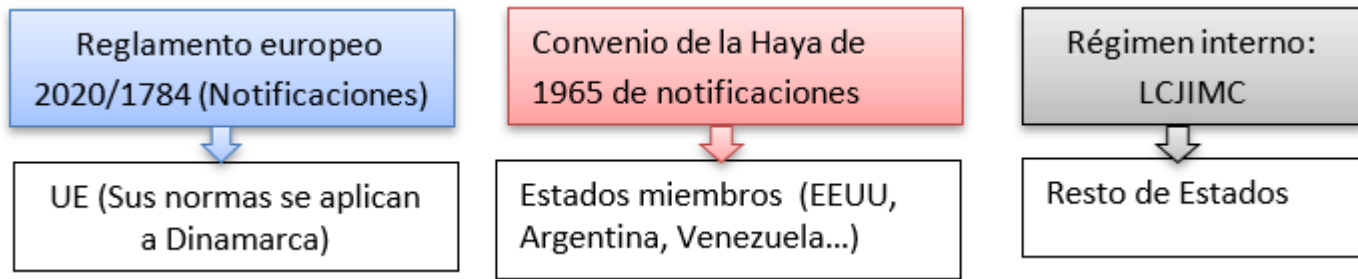 Reglamento europeo
2020/1784 (Notificaciones)
UE (Sus normas se aplican
a Dinamarca)
Convenio de la Haya de
1965 de notificaciones
Estados miembros (EEUU,
Argentina, Venezuela...)
Régimen interno:
LCJIMC
Resto de Estados